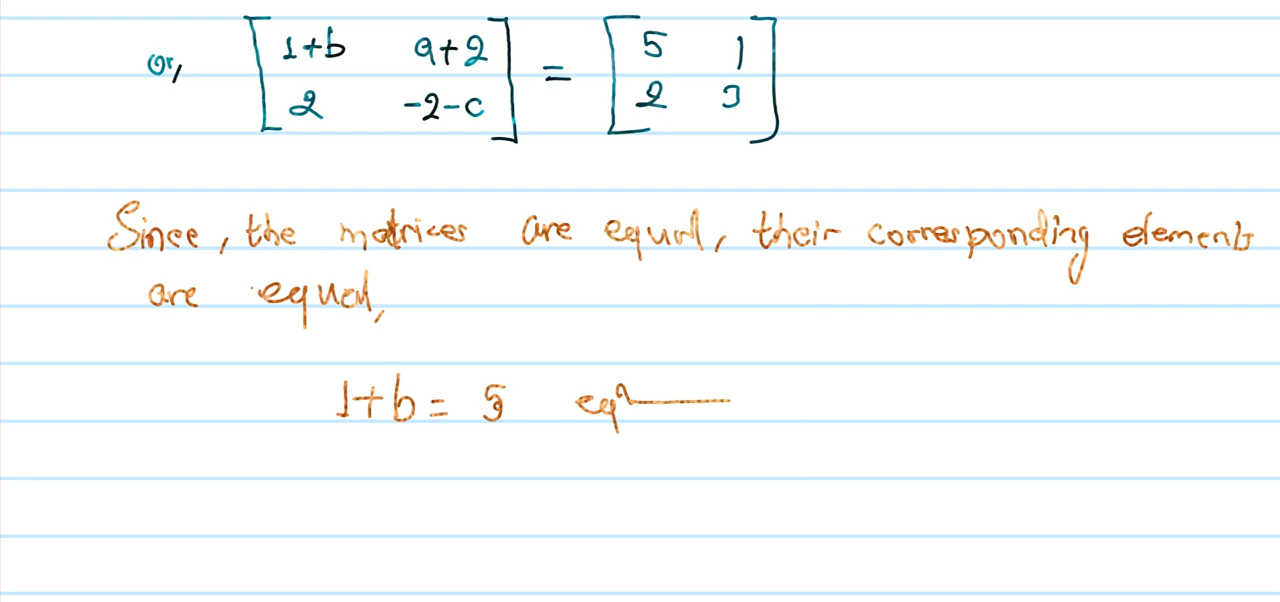 or, [1+b a+2] = [5 1]
[2 -2-c] [2 3]
Since, the matrices are equal, their corresponding elements
are equal,
1+b = 5 eqⁿ